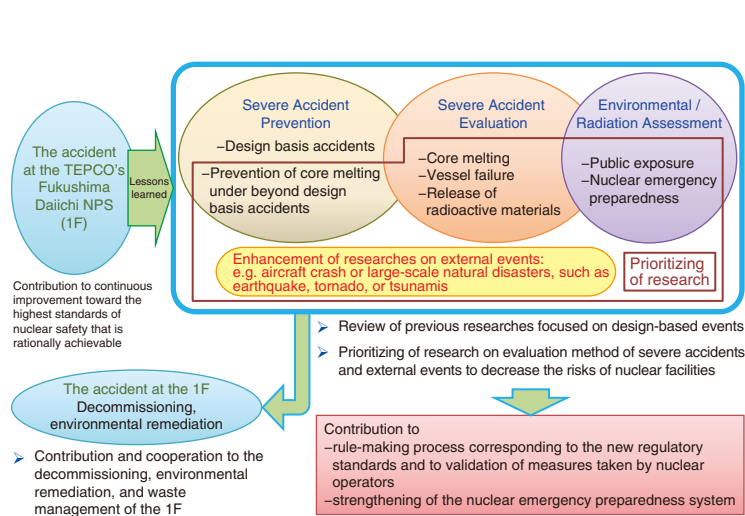 Severe Accident
Prevention
–Design basis accidents
–Prevention of core melting
under beyond design
basis accidents
Severe Accident
Evaluation
–Core melting
–Vessel failure
–Release of
radioactive materials
Environmental /
Radiation Assessment
–Public exposure
–Nuclear emergency
preparedness
The accident
at the TEPCO's
Fukushima
Daiichi NPS
(1F)
Lessons
learned
Enhancement of researches on external events:
e.g. aircraft crash or large-scale natural disasters, such as
earthquake, tornado, or tsunamis
Prioritizing
of research
Contribution to continuous
improvement toward the
highest standards of
nuclear safety that is
rationally achievable
➢ Review of previous researches focused on design-based events
➢ Prioritizing of research on evaluation method of severe accidents
and external events to decrease the risks of nuclear facilities
The accident at the 1F
Decommissioning,
environmental remediation
➢ Contribution and cooperation to the
decommissioning, environmental
remediation, and waste
management of the 1F
Contribution to
–rule-making process corresponding to the new regulatory
standards and to validation of measures taken by nuclear
operators
–strengthening of the nuclear emergency preparedness system